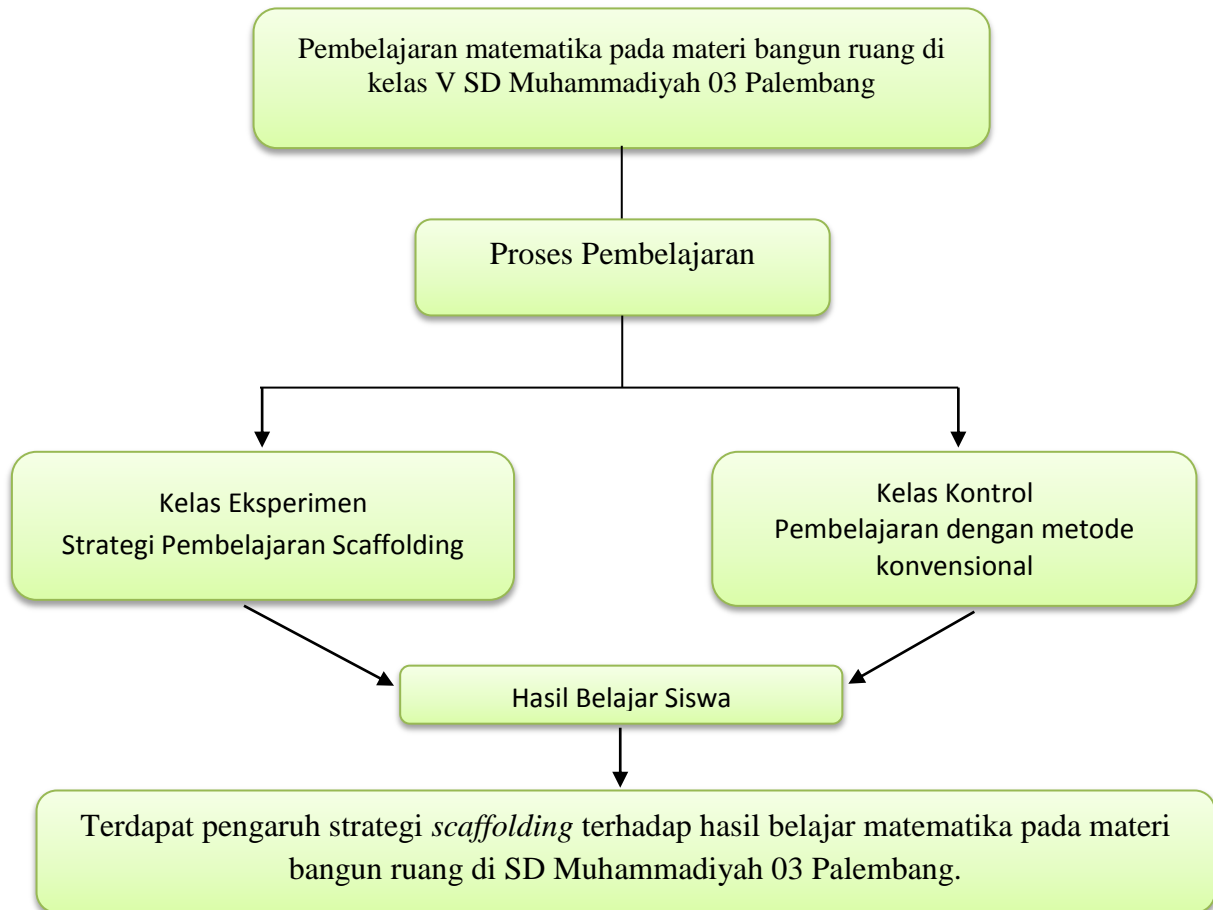 Pembelajaran matematika pada materi bangun ruang di
kelas V SD Muhammadiyah 03 Palembang
Proses Pembelajaran
Kelas Eksperimen
Strategi Pembelajaran Scaffolding
Kelas Kontrol
Pembelajaran dengan metode
konvensional
Hasil Belajar Siswa
Terdapat pengaruh strategi scaffolding terhadap hasil belajar matematika pada materi
bangun ruang di SD Muhammadiyah 03 Palembang.